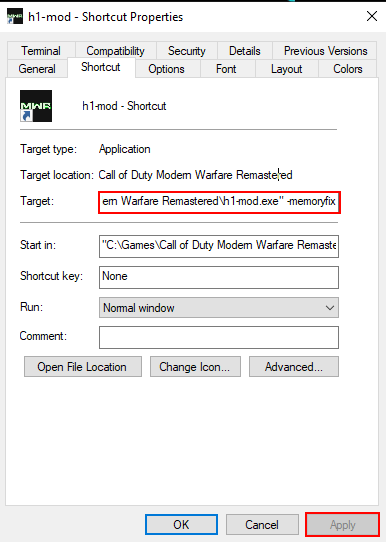 h1-mod - Shortcut Properties
Terminal Compatibility Security Details Previous Versions
General Shortcut Options Font Layout Colors
MWR
h1-mod - Shortcut
Target type: Application
Target location: Call of Duty Modern Warfare Remastered
Target: ern Warfare Remastered\h1-mod.exe" -memoryfix
Start in: "C:\Games\Call of Duty Modern Warfare Remaste
Shortcut key: None
Run: Normal window
Comment:
Open File Location Change Icon... Advanced...
OK Cancel Apply